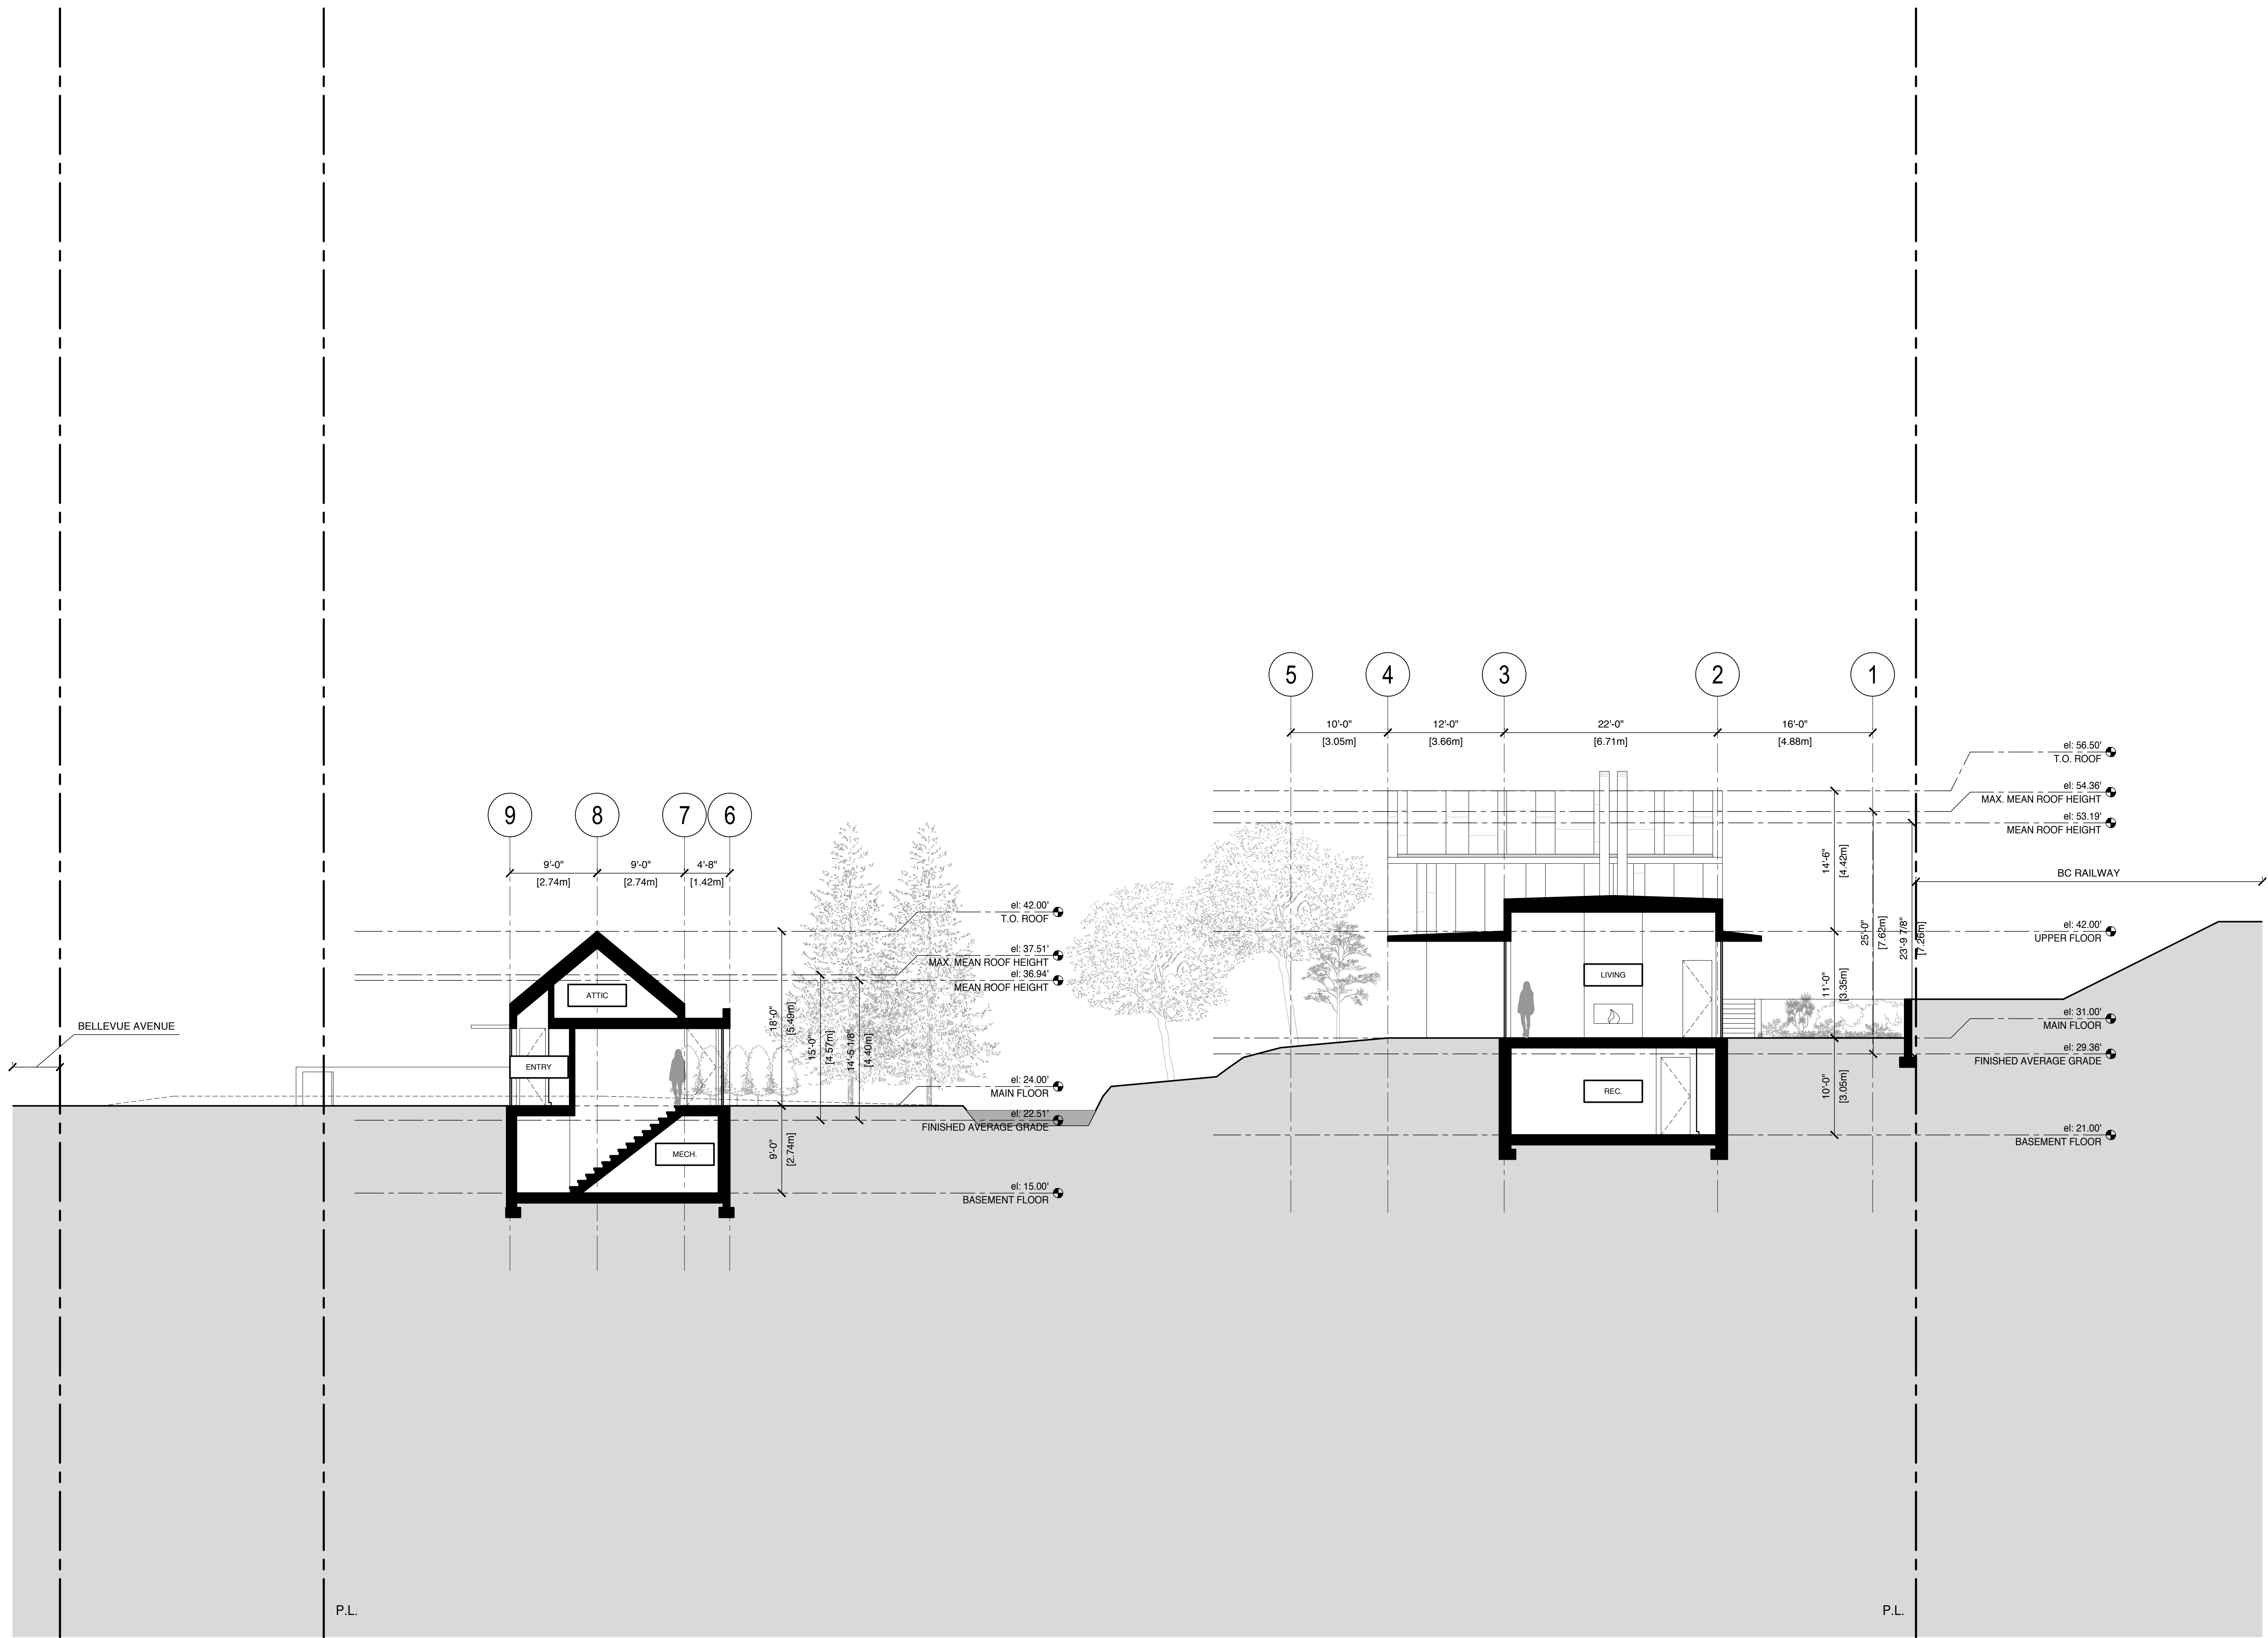 5 4 3 2 1
10'-0" 12'-0" 22'-0" 16'-0"
[3.05m] [3.66m] [6.71m] [4.88m]
el: 56.50'
T.O. ROOF
el: 54.36'
MAX. MEAN ROOF HEIGHT
el: 53.19'
MEAN ROOF HEIGHT
14'-6"
[4.42m]
BC RAILWAY
25'-0"
[7.62m]
23'-9 7/8"
[7.26m]
el: 42.00'
UPPER FLOOR
11'-0"
[3.35m]
LIVING
el: 31.00'
MAIN FLOOR
el: 29.36'
FINISHED AVERAGE GRADE
REC.
10'-0"
[3.05m]
el: 21.00'
BASEMENT FLOOR
9 8 7 6
9'-0" 9'-0" 4'-8"
[2.74m] [2.74m] [1.42m]
el: 42.00'
T.O. ROOF
el: 37.51'
MAX. MEAN ROOF HEIGHT
el: 36.94'
MEAN ROOF HEIGHT
ATTIC
18'-0"
[5.49m]
15'-0"
[4.57m]
14'-5 1/8"
[4.40m]
BELLEVUE AVENUE
ENTRY
el: 24.00'
MAIN FLOOR
el: 22.51'
FINISHED AVERAGE GRADE
MECH.
9'-0"
[2.74m]
el: 15.00'
BASEMENT FLOOR
P.L.
P.L.